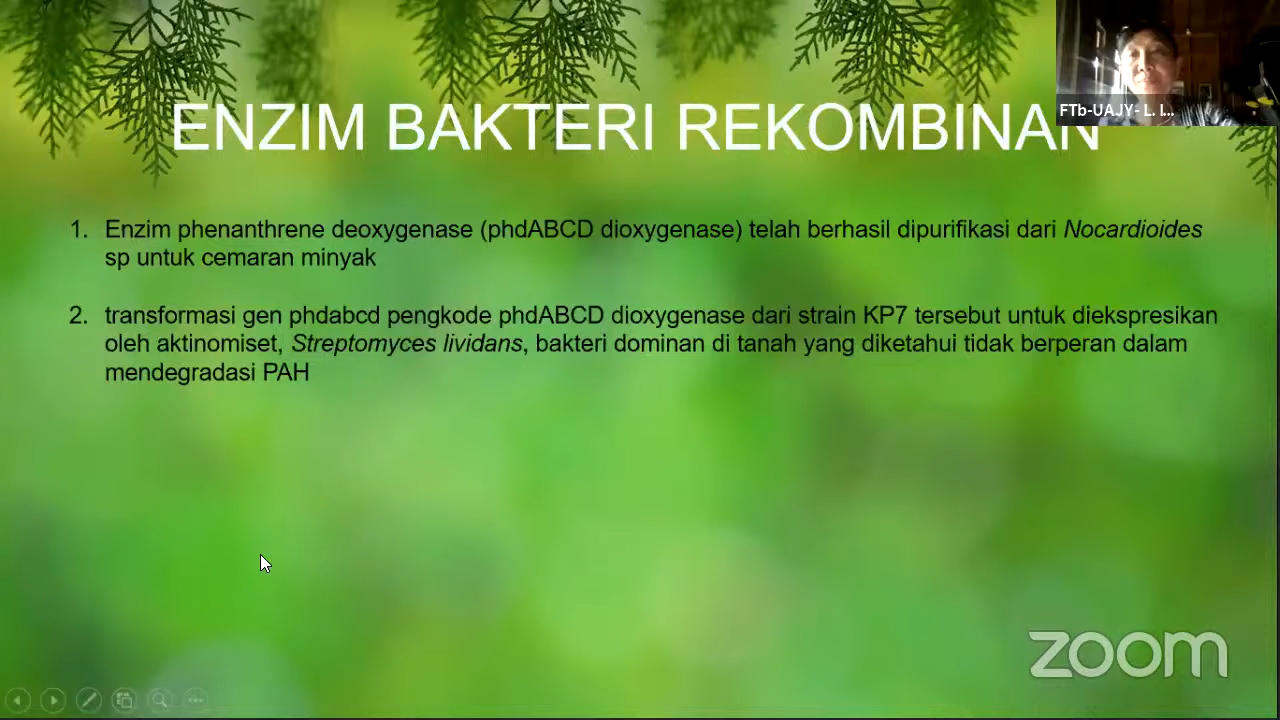 ENZIM BAKTERI REKOMBINAN
FTb-UAJY- L. I...
1. Enzim phenanthrene deoxygenase (phdABCD dioxygenase) telah berhasil dipurifikasi dari Nocardioides
sp untuk cemaran minyak
2. transformasi gen phdabcd pengkode phdABCD dioxygenase dari strain KP7 tersebut untuk diekspresikan
oleh aktinomiset, Streptomyces lividans, bakteri dominan di tanah yang diketahui tidak berperan dalam
mendegradasi PAH
zoom